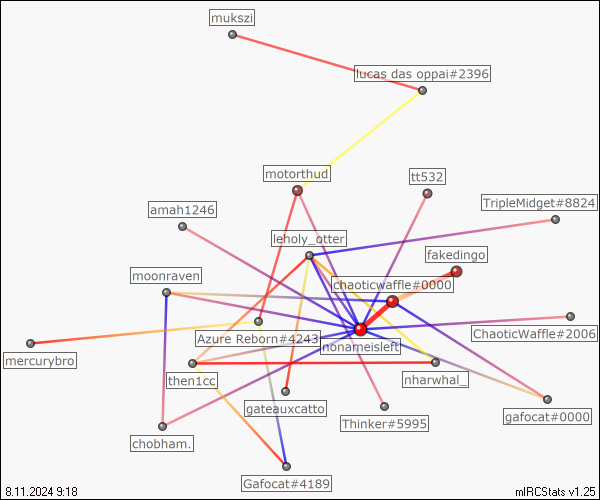 mukszi
lucas das oppai#2396
motorthud
tt532
TripleMidget#8824
amah1246
leholy_otter
fakedingo
moonraven
chaoticwaffle#0000
ChaoticWaffle#2006
Azure Reborn#4243
nonameisleft
mercurybro
then1cc
nharwhal_
gateauxcatto
gafocat#0000
Thinker#5995
chobham.
Gafocat#4189
8.11.2024 9:18
mIRCStats v1.25